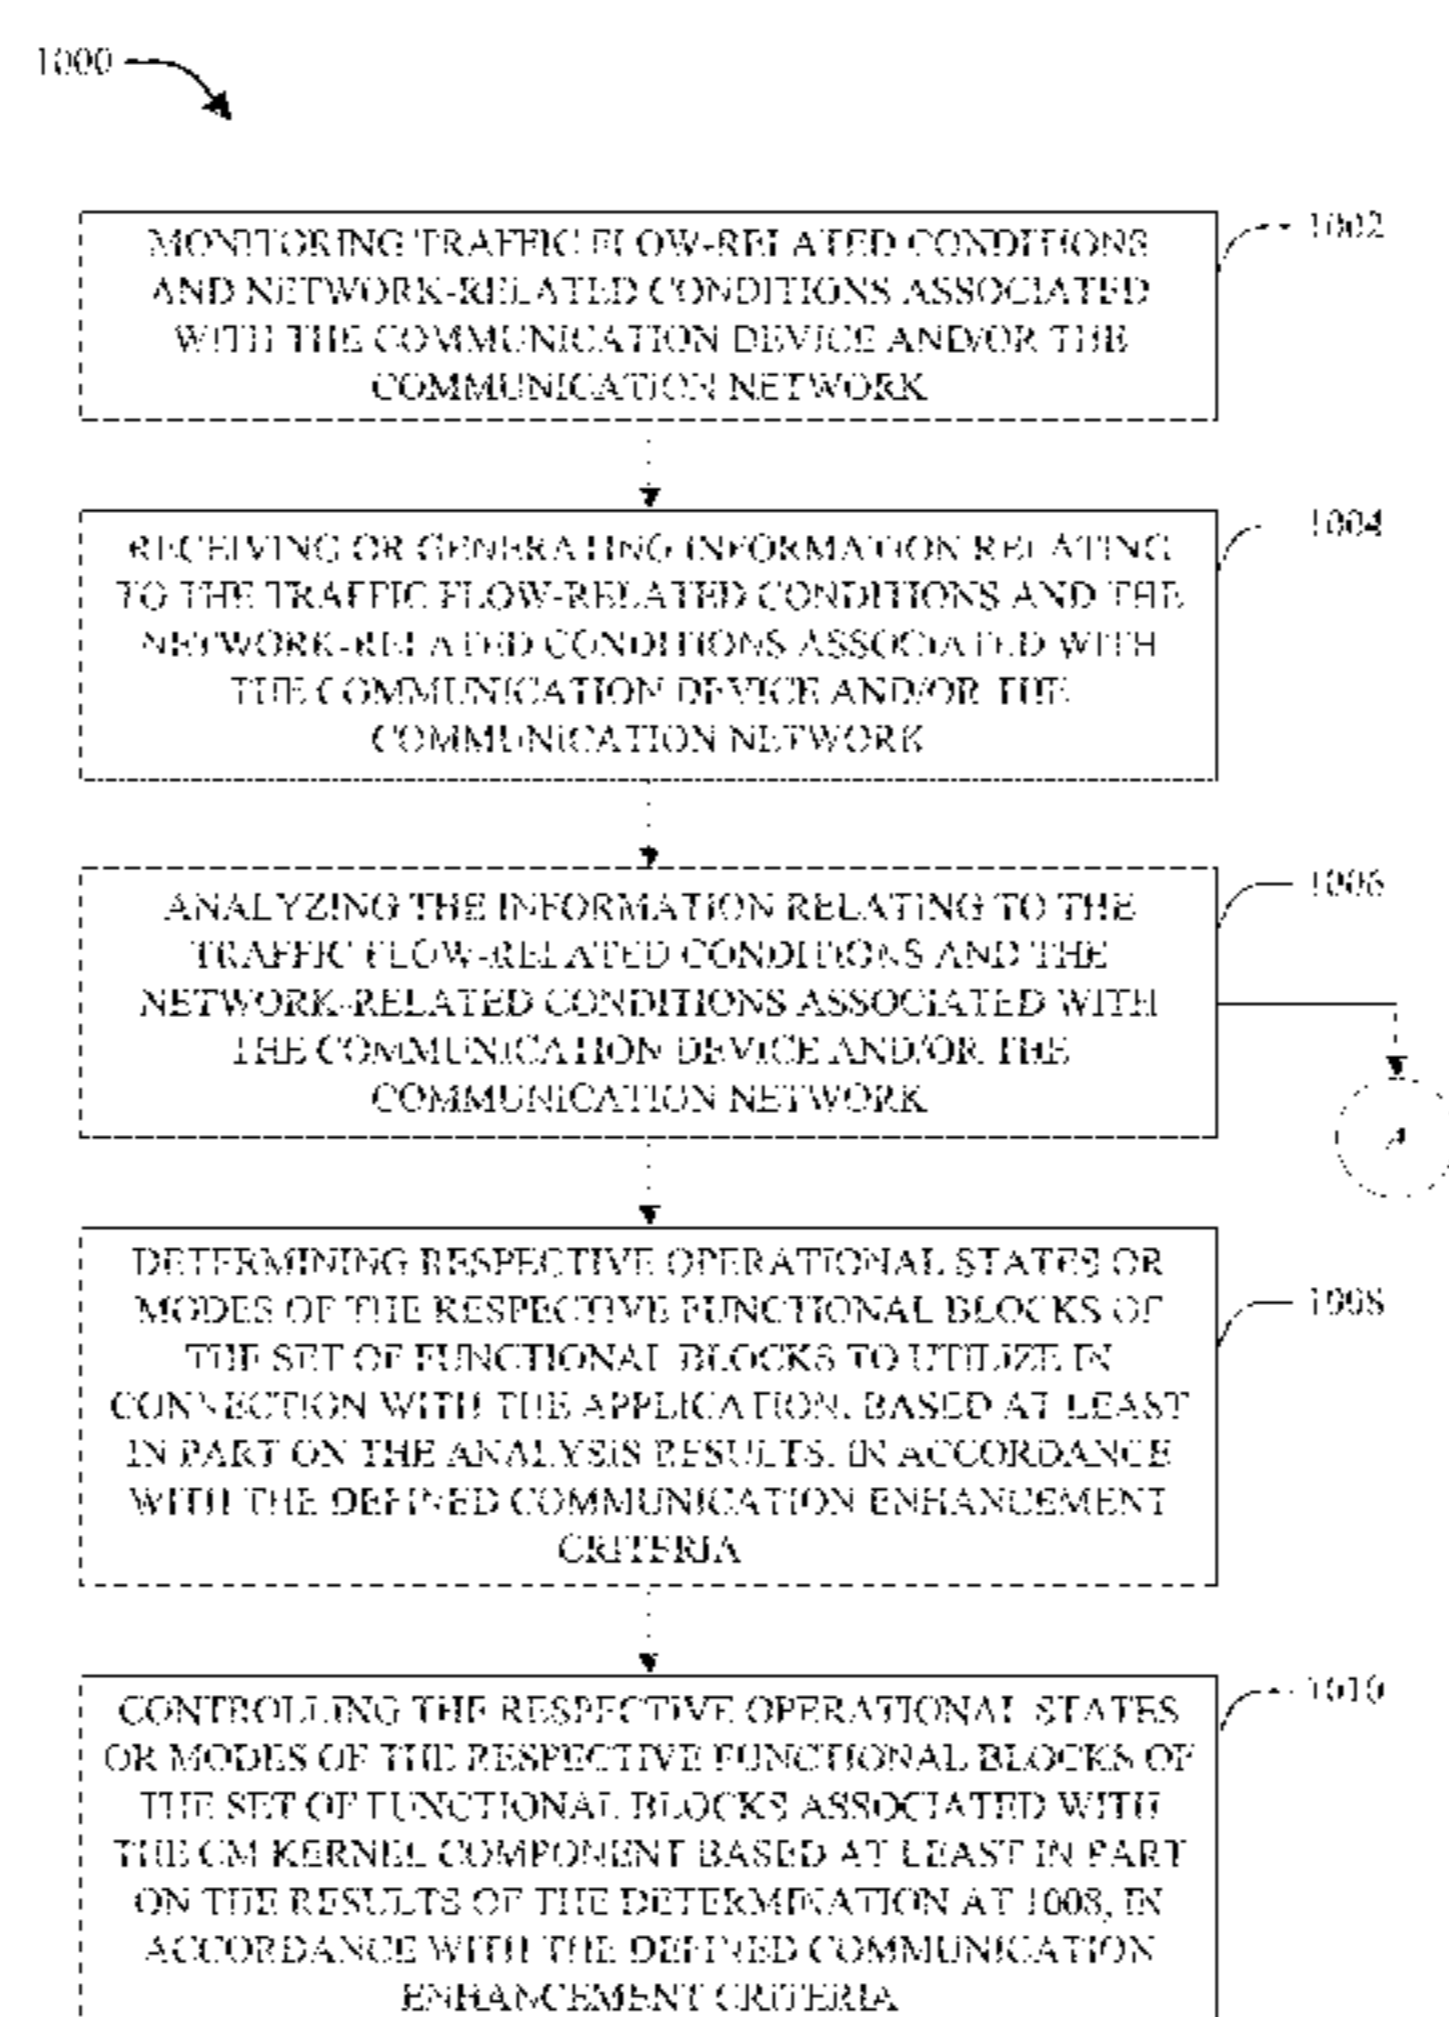 1000
MONITORING TRAFFIC FLOW-RELATED CONDITIONS
AND NETWORK-RELATED CONDITIONS ASSOCIATED
WITH THE COMMUNICATION DEVICE AND/OR THE
COMMUNICATION NETWORK
1002
RECEIVING OR GENERATING INFORMATION RELATING
TO THE TRAFFIC FLOW-RELATED CONDITIONS AND THE
NETWORK-RELATED CONDITIONS ASSOCIATED WITH
THE COMMUNICATION DEVICE AND/OR THE
COMMUNICATION NETWORK
1004
ANALYZING THE INFORMATION RELATING TO THE
TRAFFIC FLOW-RELATED CONDITIONS AND THE
NETWORK-RELATED CONDITIONS ASSOCIATED WITH
THE COMMUNICATION DEVICE AND/OR THE
COMMUNICATION NETWORK
1006
A
DETERMINING RESPECTIVE OPERATIONAL STATES OR
MODES OF THE RESPECTIVE FUNCTIONAL BLOCKS OF
THE SET OF FUNCTIONAL BLOCKS TO UTILIZE IN
CONNECTION WITH THE APPLICATION, BASED AT LEAST
IN PART ON THE ANALYSIS RESULTS, IN ACCORDANCE
WITH THE DEFINED COMMUNICATION ENHANCEMENT
CRITERIA
1008
CONTROLLING THE RESPECTIVE OPERATIONAL STATES
OR MODES OF THE RESPECTIVE FUNCTIONAL BLOCKS OF
THE SET OF FUNCTIONAL BLOCKS ASSOCIATED WITH
THE CM KERNEL COMPONENT BASED AT LEAST IN PART
ON THE RESULTS OF THE DETERMINATION AT 1008, IN
ACCORDANCE WITH THE DEFINED COMMUNICATION
ENHANCEMENT CRITERIA
1010